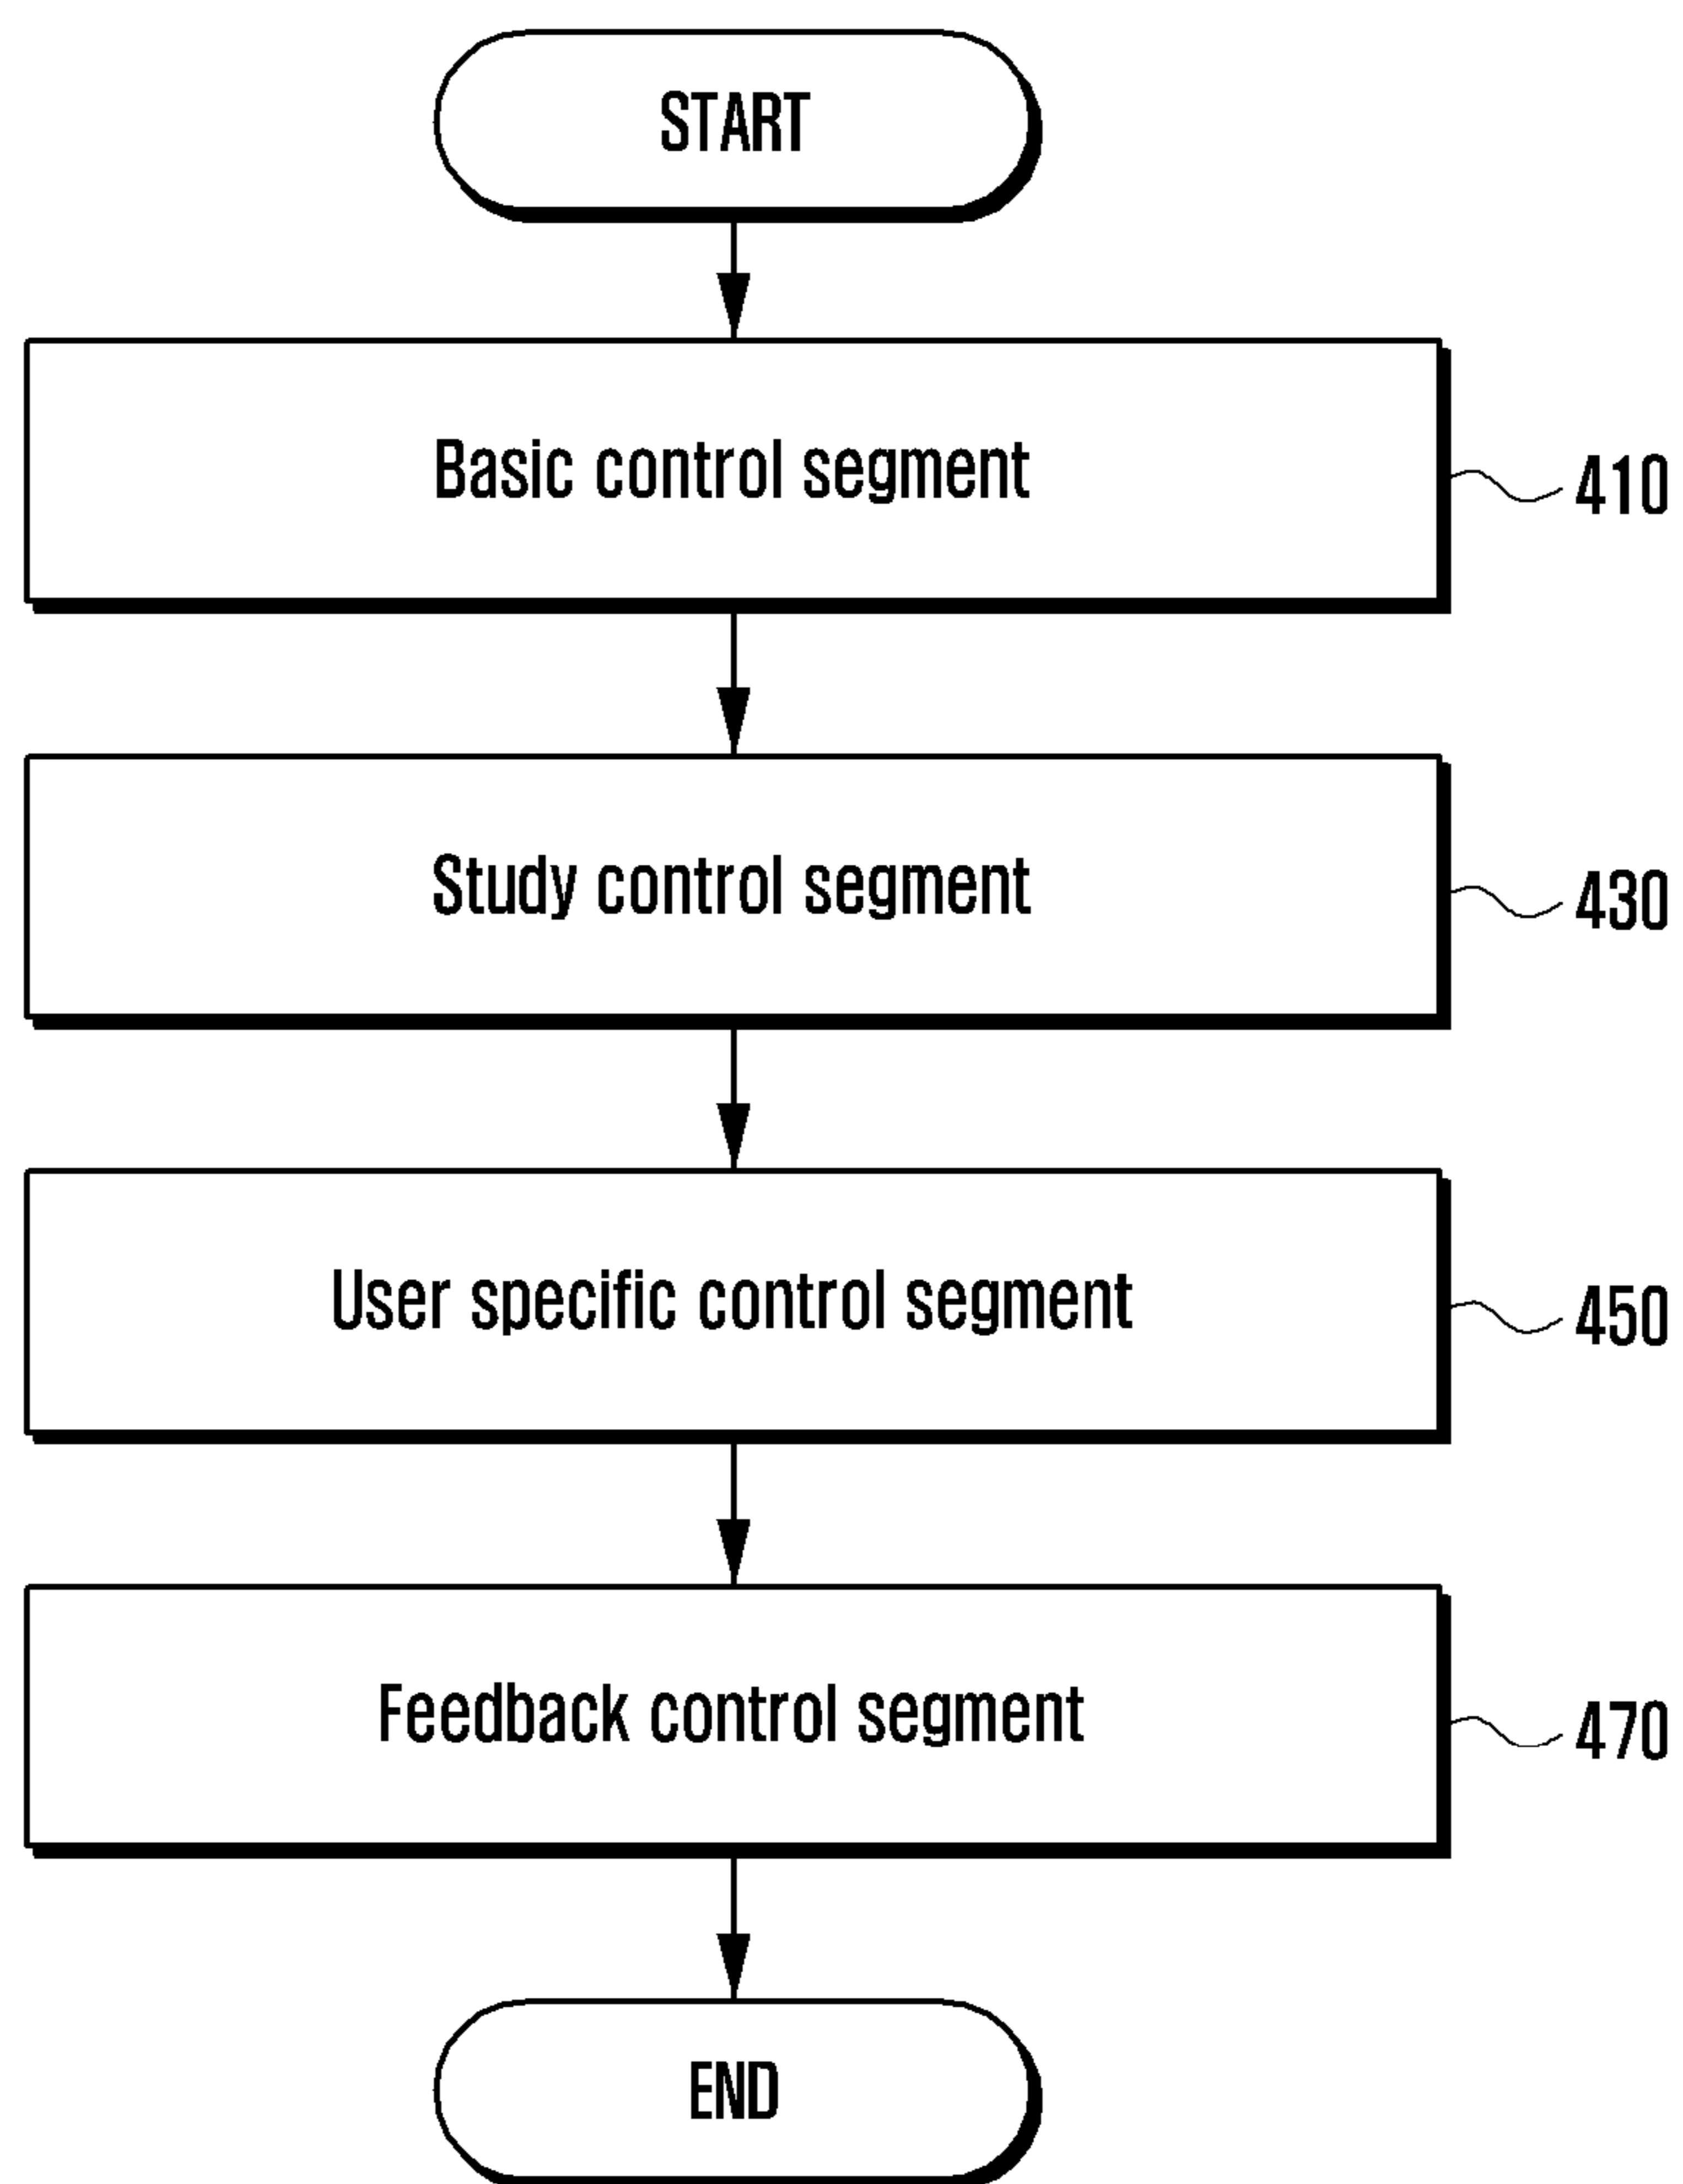 START
Basic control segment
410
Study control segment
430
User specific control segment
450
Feedback control segment
470
END